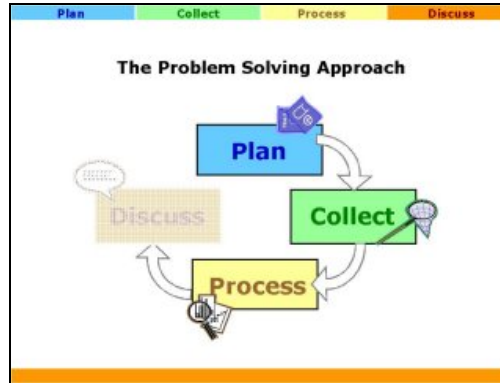 Plan Collect Process Discuss
The Problem Solving Approach
Plan
Collect
Process
Discuss